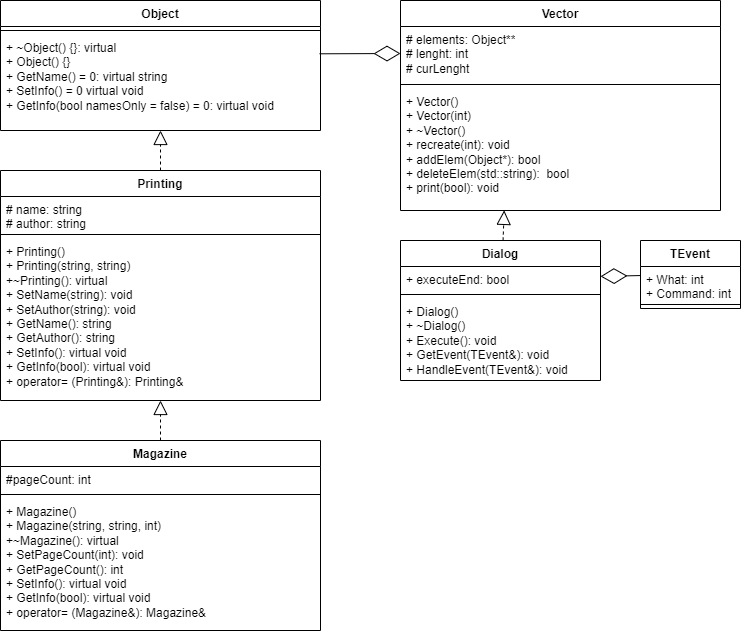 Object
+ ~Object() {}: virtual
+ Object() {}
+ GetName() = 0: virtual string
+ SetInfo() = 0 virtual void
+ GetInfo(bool namesOnly = false) = 0: virtual void
Vector
# elements: Object**
# lenght: int
# curLenght
+ Vector()
+ Vector(int)
+ ~Vector()
+ recreate(int): void
+ addElem(Object*): bool
+ deleteElem(std::string):  bool
+ print(bool): void
Printing
# name: string
# author: string
+ Printing()
+ Printing(string, string)
+~Printing(): virtual
+ SetName(string): void
+ SetAuthor(string): void
+ GetName(): string
+ GetAuthor(): string
+ SetInfo(): virtual void
+ GetInfo(bool): virtual void
+ operator= (Printing&): Printing&
Dialog
+ executeEnd: bool
+ Dialog()
+ ~Dialog()
+ Execute(): void
+ GetEvent(TEvent&): void
+ HandleEvent(TEvent&): void
TEvent
+ What: int
+ Command: int
Magazine
#pageCount: int
+ Magazine()
+ Magazine(string, string, int)
+~Magazine(): virtual
+ SetPageCount(int): void
+ GetPageCount(): int
+ SetInfo(): virtual void
+ GetInfo(bool): virtual void
+ operator= (Magazine&): Magazine&